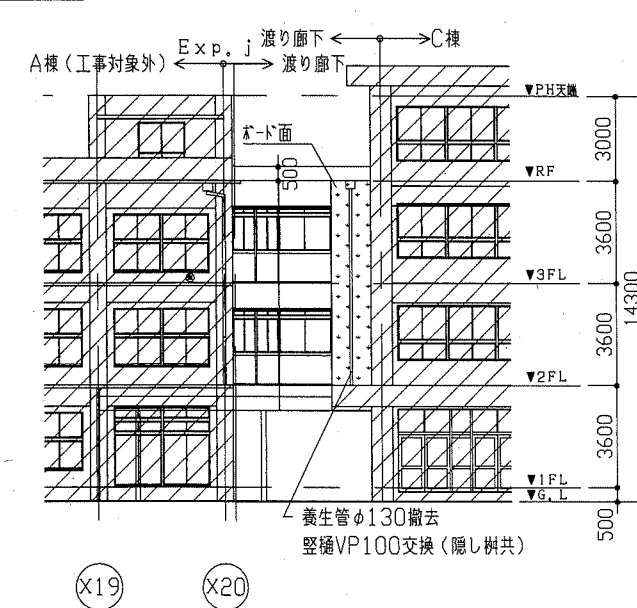 渡り廊下
C棟
Exp. j
A棟（工事対象外）
渡り廊下
▼PH天端
ボード面
3000
500
▼RF
3600
▼3FL
14300
3600
▼2FL
3600
▼1FL
▼G.L
500
養生管φ130撤去
竪樋VP100交換（隠し桝共）
X19
X20